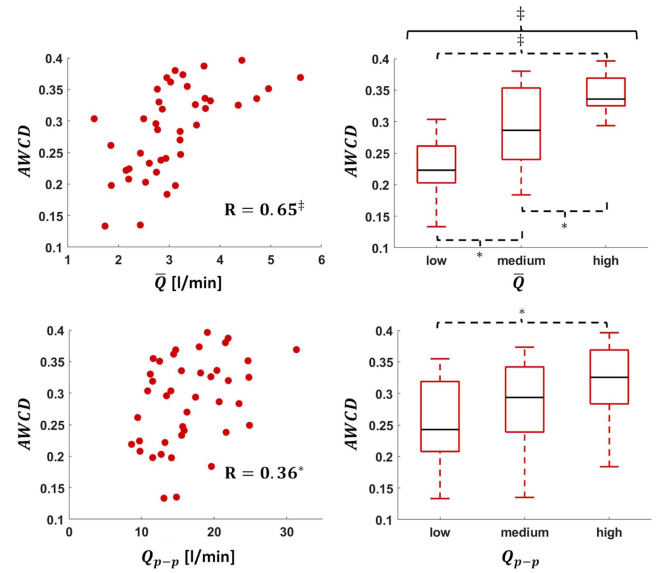 ‡
‡
0.4
0.35
0.3
0.25
0.2
0.15
0.1
AWCD
R = 0.65‡
1 2 3 4 5 6
Q̅ [l/min]
0.4
0.35
0.3
0.25
0.2
0.15
0.1
AWCD
*
*
low medium high
Q̅
0.4
0.35
0.3
0.25
0.2
0.15
0.1
AWCD
R = 0.36*
0 10 20 30
Qp−p [l/min]
*
0.4
0.35
0.3
0.25
0.2
0.15
0.1
AWCD
low medium high
Qp−p